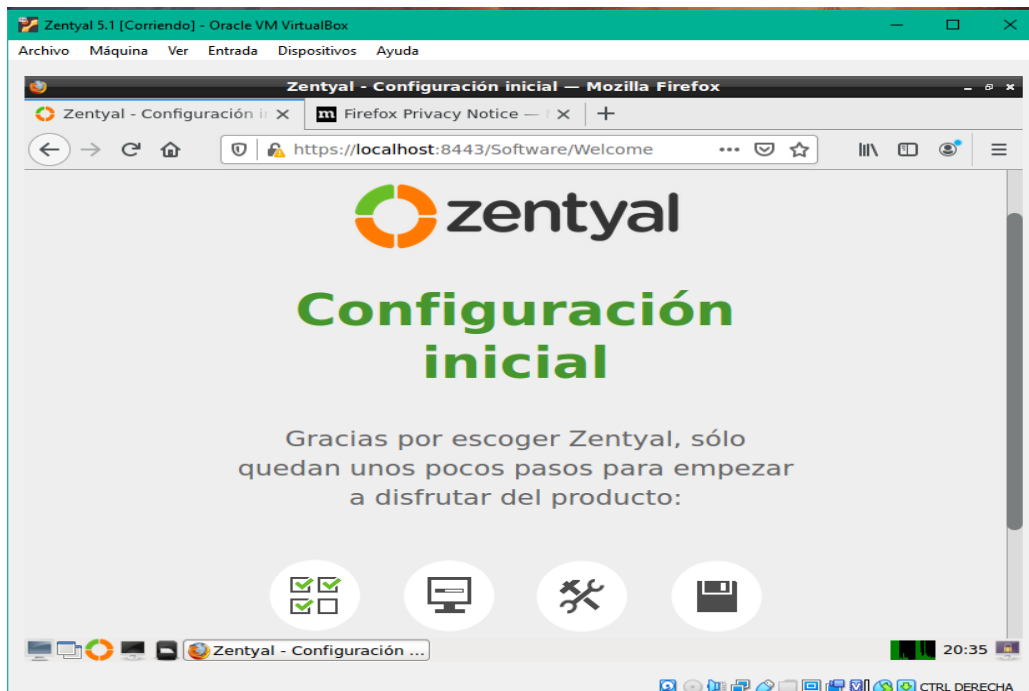 Zentyal 5.1 [Corriendo] - Oracle VM VirtualBox
Archivo Máquina Ver Entrada Dispositivos Ayuda
Zentyal - Configuración inicial — Mozilla Firefox
Zentyal - Configuración
Firefox Privacy Notice —
https://localhost:8443/Software/Welcome
zentyal
Configuración
inicial
Gracias por escoger Zentyal, sólo
quedan unos pocos pasos para empezar
a disfrutar del producto:
Zentyal - Configuración ...
20:35
CTRL DERECHA